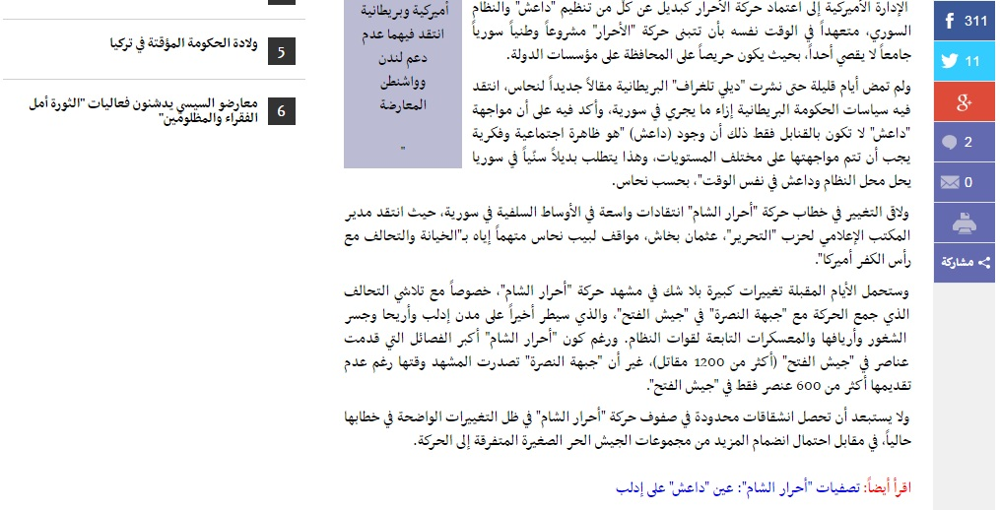 الإدارة الأميركية إلى اعتماد حركة الأحرار كبديل عن كل من تنظيم "داعش" والنظام
السوري، متعهداً في الوقت نفسه بأن تتبنى حركة "الأحرار" مشروعاً وطنياً سورياً
جامعاً لا يقصي أحداً، بحيث يكون حريصاً على المحافظة على مؤسسات الدولة.
ولم تمض أيام قليلة حتى نشرت "ديلي تلغراف" البريطانية مقالاً جديداً لنحاس، انتقد
فيه سياسات الحكومة البريطانية إزاء ما يجري في سورية، وأكد فيه على أن مواجهة
"داعش" لا تكون بالقنابل فقط ذلك أن وجود (داعش) "هو ظاهرة اجتماعية وفكرية
يجب أن تتم مواجهتها على مختلف المستويات، وهذا يتطلب بديلاً سنّياً في سوريا
يحل محل النظام وداعش في نفس الوقت"، بحسب نحاس.
ولاقى التغيير في خطاب حركة "أحرار الشام" انتقادات واسعة في الأوساط السلفية في سورية، حيث انتقد مدير
المكتب الإعلامي لحزب "التحرير"، عثمان بخاش، مواقف لبيب نحاس متهماً إياه بـ"الخيانة والتحالف مع
رأس الكفر أميركا".
وستحمل الأيام المقبلة تغييرات كبيرة بلا شك في مشهد حركة "أحرار الشام"، خصوصاً مع تلاشي التحالف
الذي جمع الحركة مع "جبهة النصرة" في "جيش الفتح"، والذي سيطر أخيراً على مدن إدلب وأريحا وجسر
الشغور وأريافها والمعسكرات التابعة لقوات النظام. ورغم كون "أحرار الشام" أكبر الفصائل التي قدمت
عناصر في "جيش الفتح" (أكثر من 1200 مقاتل)، غير أن "جبهة النصرة" تصدرت المشهد وقتها رغم عدم
تقديمها أكثر من 600 عنصر فقط في "جيش الفتح".
ولا يستبعد أن تحصل انشقاقات محدودة في صفوف حركة "أحرار الشام" في ظل التغييرات الواضحة في خطابها
حالياً، في مقابل احتمال انضمام المزيد من مجموعات الجيش الحر الصغيرة المتفرقة إلى الحركة.
اقرأ أيضاً: تصفيات "أحرار الشام": عين "داعش" على إدلب
أميركية وبريطانية
انتقد فيهما عدم
دعم لندن
وواشنطن
المعارضة
"
5 ولادة الحكومة المؤقتة في تركيا
6 معارضو السيسي يدشنون فعاليات "الثورة أمل
الفقراء والمظلومين"
311
11
g+
2
0
مشاركة